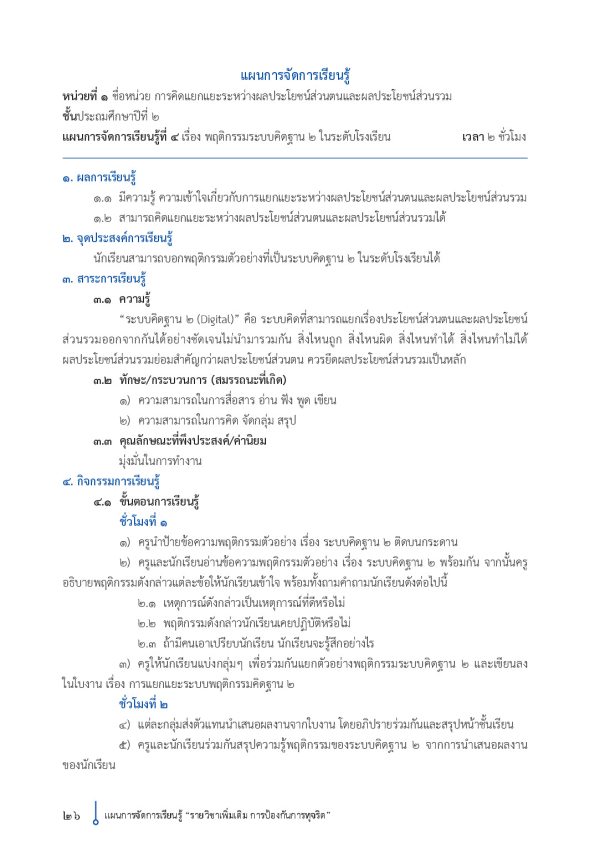 แผนการจัดการเรียนรู้
หน่วยที่ ๑ ชื่อหน่วย การคิดแยกแยะระหว่างผลประโยชน์ส่วนตนและผลประโยชน์ส่วนรวม
ชั้นประถมศึกษาปีที่ ๒
แผนการจัดการเรียนรู้ที่ ๔ เรื่อง พฤติกรรมระบบคิดฐาน ๒ ในระดับโรงเรียน เวลา ๒ ชั่วโมง
๑. ผลการเรียนรู้
๑.๑ มีความรู้ ความเข้าใจเกี่ยวกับการแยกแยะระหว่างผลประโยชน์ส่วนตนและผลประโยชน์ส่วนรวม
๑.๒ สามารถคิดแยกแยะระหว่างผลประโยชน์ส่วนตนและผลประโยชน์ส่วนรวมได้
๒. จุดประสงค์การเรียนรู้
นักเรียนสามารถบอกพฤติกรรมตัวอย่างที่เป็นระบบคิดฐาน ๒ ในระดับโรงเรียนได้
๓. สาระการเรียนรู้
๓.๑ ความรู้
“ระบบคิดฐาน ๒ (Digital)” คือ ระบบคิดที่สามารถแยกเรื่องประโยชน์ส่วนตนและผลประโยชน์
ส่วนรวมออกจากกันได้อย่างชัดเจนไม่นำมารวมกัน สิ่งไหนถูก สิ่งไหนผิด สิ่งไหนทำได้ สิ่งไหนทำไม่ได้
ผลประโยชน์ส่วนรวมย่อมสำคัญกว่าผลประโยชน์ส่วนตน ควรยึดผลประโยชน์ส่วนรวมเป็นหลัก
๓.๒ ทักษะ/กระบวนการ (สมรรถนะที่เกิด)
๑) ความสามารถในการสื่อสาร อ่าน ฟัง พูด เขียน
๒) ความสามารถในการคิด จัดกลุ่ม สรุป
๓.๓ คุณลักษณะที่พึงประสงค์/ค่านิยม
มุ่งมั่นในการทำงาน
๔. กิจกรรมการเรียนรู้
๔.๑ ขั้นตอนการเรียนรู้
ชั่วโมงที่ ๑
๑) ครูนำป้ายข้อความพฤติกรรมตัวอย่าง เรื่อง ระบบคิดฐาน ๒ ติดบนกระดาน
๒) ครูและนักเรียนอ่านข้อความพฤติกรรมตัวอย่าง เรื่อง ระบบคิดฐาน ๒ พร้อมกัน จากนั้นครู
อธิบายพฤติกรรมดังกล่าวแต่ละข้อให้นักเรียนเข้าใจ พร้อมทั้งถามคำถามนักเรียนดังต่อไปนี้
๒.๑ เหตุการณ์ดังกล่าวเป็นเหตุการณ์ที่ดีหรือไม่
๒.๒ พฤติกรรมดังกล่าวนักเรียนเคยปฏิบัติหรือไม่
๒.๓ ถ้ามีคนเอาเปรียบนักเรียน นักเรียนจะรู้สึกอย่างไร
๓) ครูให้นักเรียนแบ่งกลุ่มๆ เพื่อร่วมกันแยกตัวอย่างพฤติกรรมระบบคิดฐาน ๒ และเขียนลง
ในใบงาน เรื่อง การแยกแยะระบบพฤติกรรมคิดฐาน ๒
ชั่วโมงที่ ๒
๔) แต่ละกลุ่มส่งตัวแทนนำเสนอผลงานจากใบงาน โดยอภิปรายร่วมกันและสรุปหน้าชั้นเรียน
๕) ครูและนักเรียนร่วมกันสรุปความรู้พฤติกรรมของระบบคิดฐาน ๒ จากการนำเสนอผลงาน
ของนักเรียน
๒๖ แผนการจัดการเรียนรู้ “รายวิชาเพิ่มเติม การป้องกันการทุจริต”